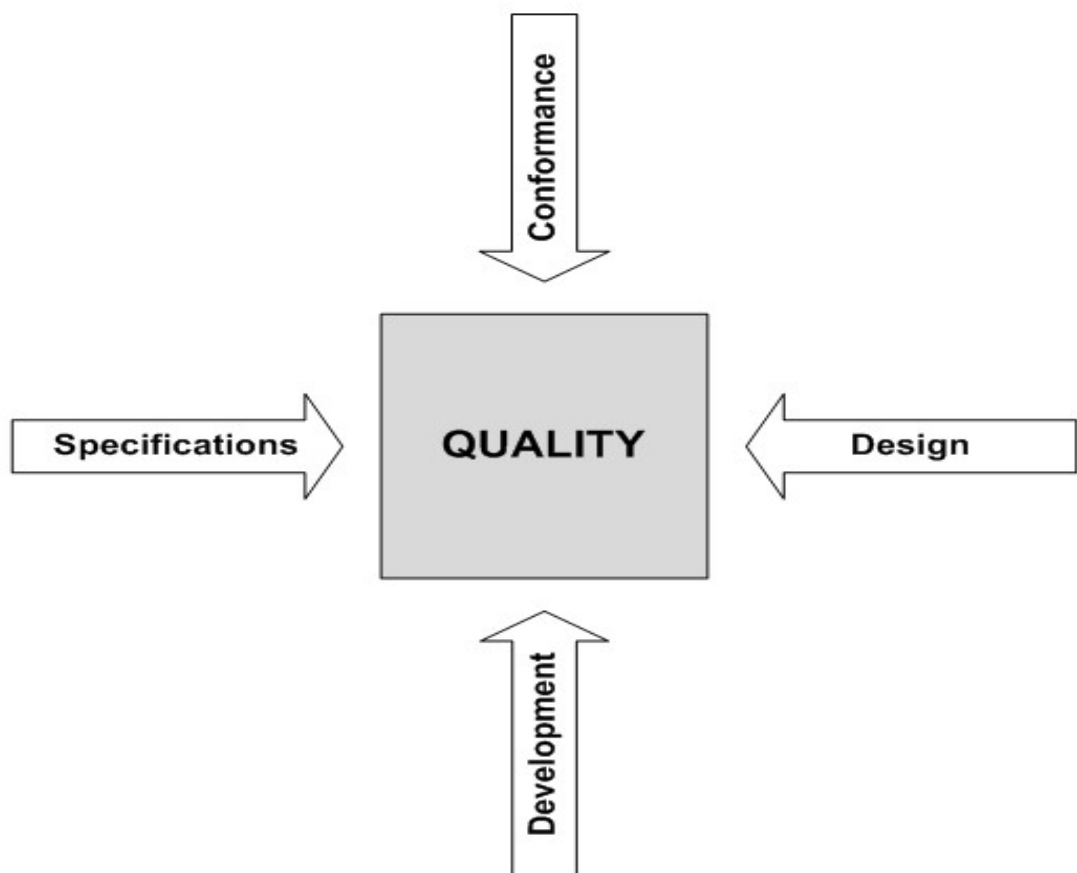 Conformance
Specifications
QUALITY
Design
Development